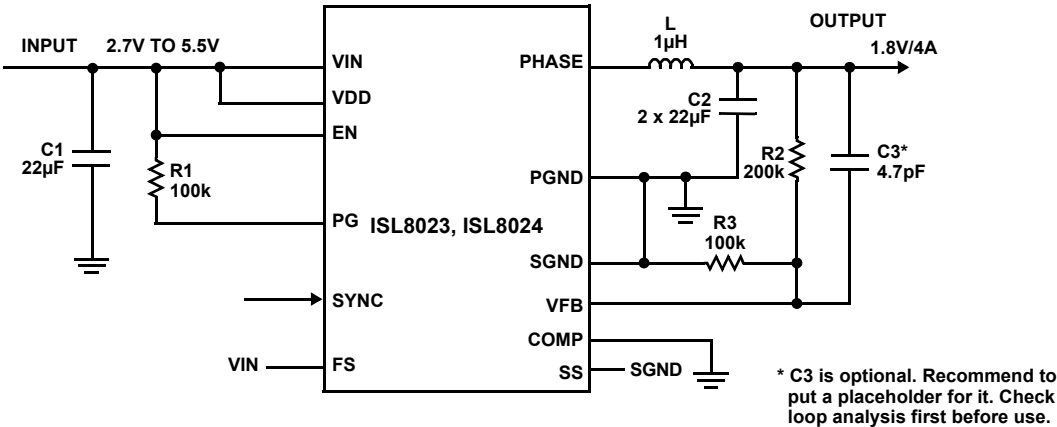 INPUT
2.7V TO 5.5V
C1
22µF
R1
100k
VIN
VDD
EN
PG
ISL8023, ISL8024
SYNC
VIN
FS
PHASE
PGND
SGND
VFB
COMP
SS
SGND
L
1µH
OUTPUT
1.8V/4A
C2
2 x 22µF
R2
200k
C3*
4.7pF
R3
100k
* C3 is optional. Recommend to
put a placeholder for it. Check
loop analysis first before use.